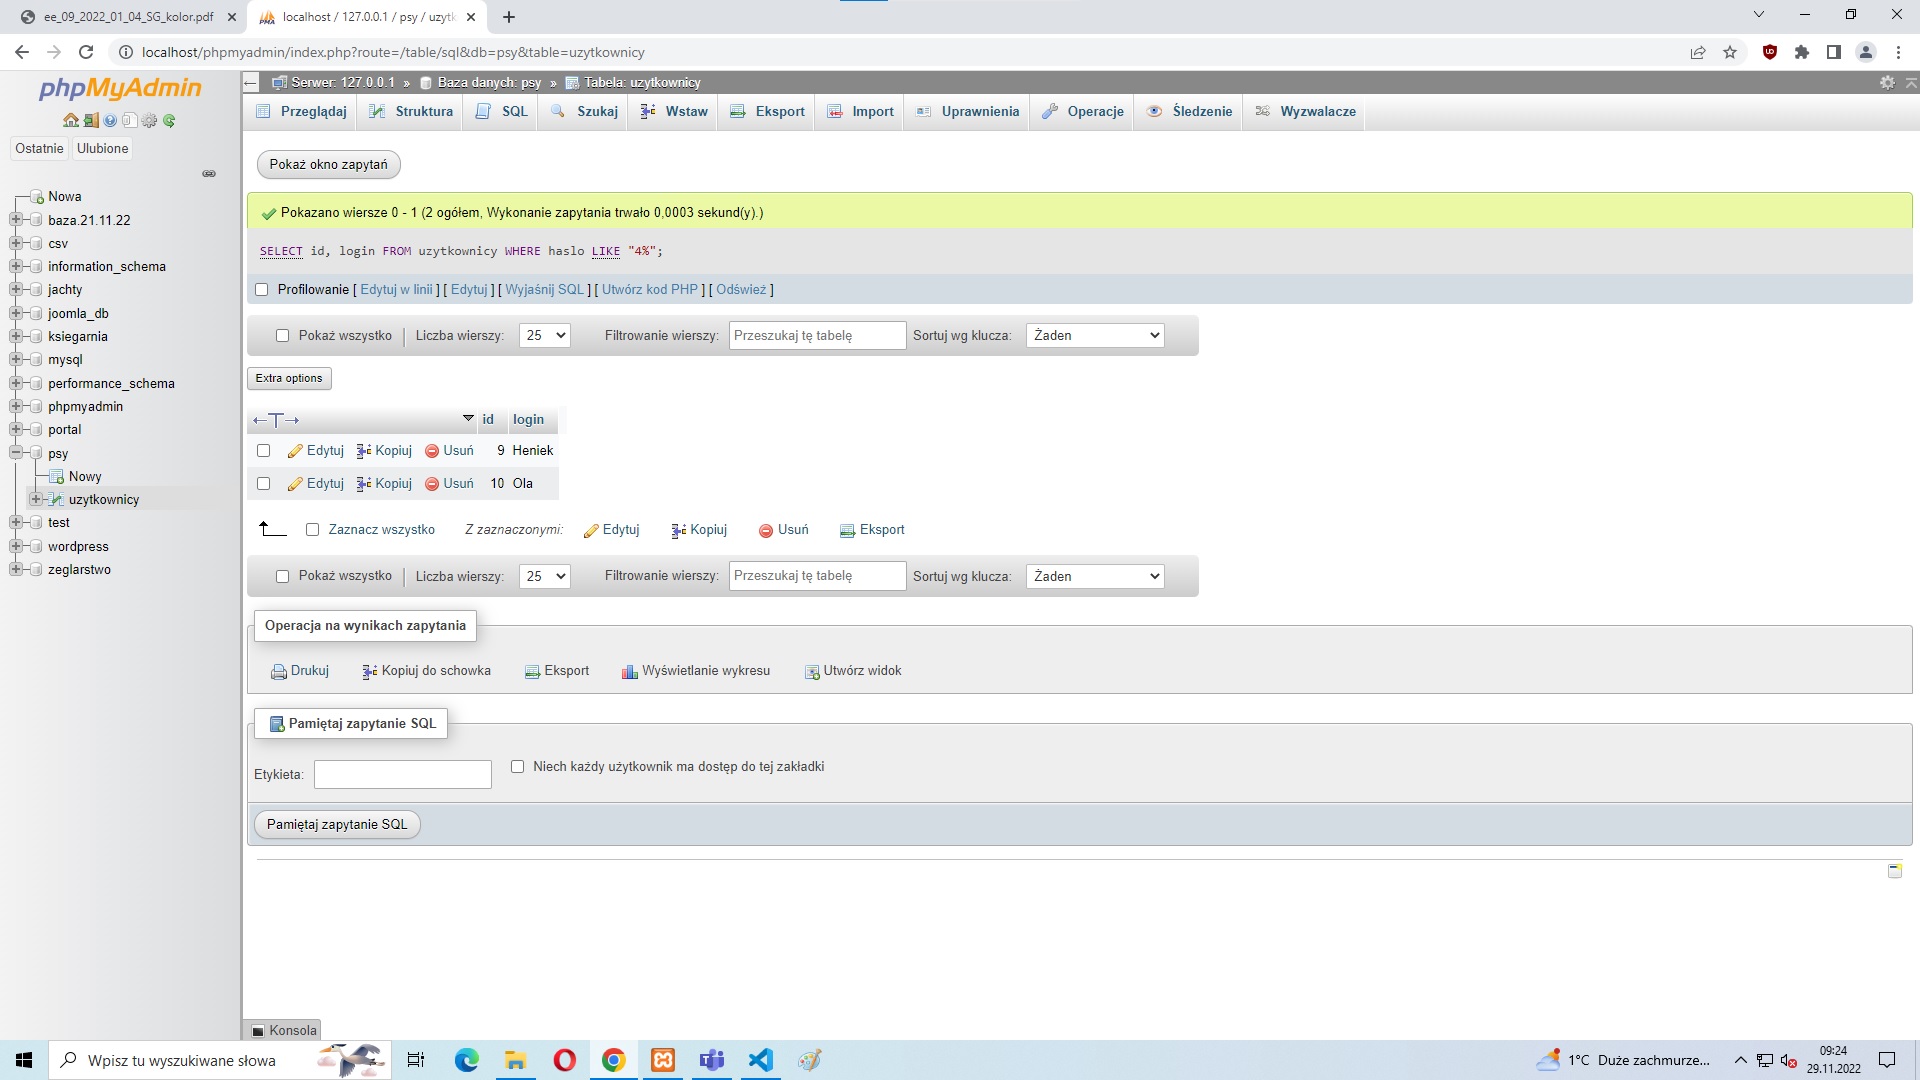 ee_09_2022_01_04_SG_kolor.pdf
localhost / 127.0.0.1 / psy / uzytk
localhost/phpmyadmin/index.php?route=/table/sql&db=psy&table=uzytkownicy
phpMyAdmin
Ostatnie Ulubione
Nowa
baza.21.11.22
csv
information_schema
jachty
joomla_db
ksiegarnia
mysql
performance_schema
phpmyadmin
portal
psy
Nowy
uzytkownicy
test
wordpress
zeglarstwo
Serwer: 127.0.0.1 » Baza danych: psy » Tabela: uzytkownicy
Przeglądaj Struktura SQL Szukaj Wstaw Eksport Import Uprawnienia Operacje Śledzenie Wyzwalacze
Pokaż okno zapytań
Pokazano wiersze 0 - 1 (2 ogółem, Wykonanie zapytania trwało 0,0003 sekund(y).)
SELECT id, login FROM uzytkownicy WHERE haslo LIKE "4%";
Profilowanie [ Edytuj w linii ] [ Edytuj ] [ Wyjaśnij SQL ] [ Utwórz kod PHP ] [ Odśwież ]
Pokaż wszystko Liczba wierszy: 25 Filtrowanie wierszy: Przeszukaj tę tabelę Sortuj wg klucza: Żaden
Extra options
←T→ id login
Edytuj Kopiuj Usuń 9 Heniek
Edytuj Kopiuj Usuń 10 Ola
Zaznacz wszystko Z zaznaczonymi: Edytuj Kopiuj Usuń Eksport
Pokaż wszystko Liczba wierszy: 25 Filtrowanie wierszy: Przeszukaj tę tabelę Sortuj wg klucza: Żaden
Operacja na wynikach zapytania
Drukuj Kopiuj do schowka Eksport Wyświetlanie wykresu Utwórz widok
Pamiętaj zapytanie SQL
Etykieta: Niech każdy użytkownik ma dostęp do tej zakładki
Pamiętaj zapytanie SQL
Konsola
Wpisz tu wyszukiwane słowa
1°C Duże zachmurze...
09:24
29.11.2022